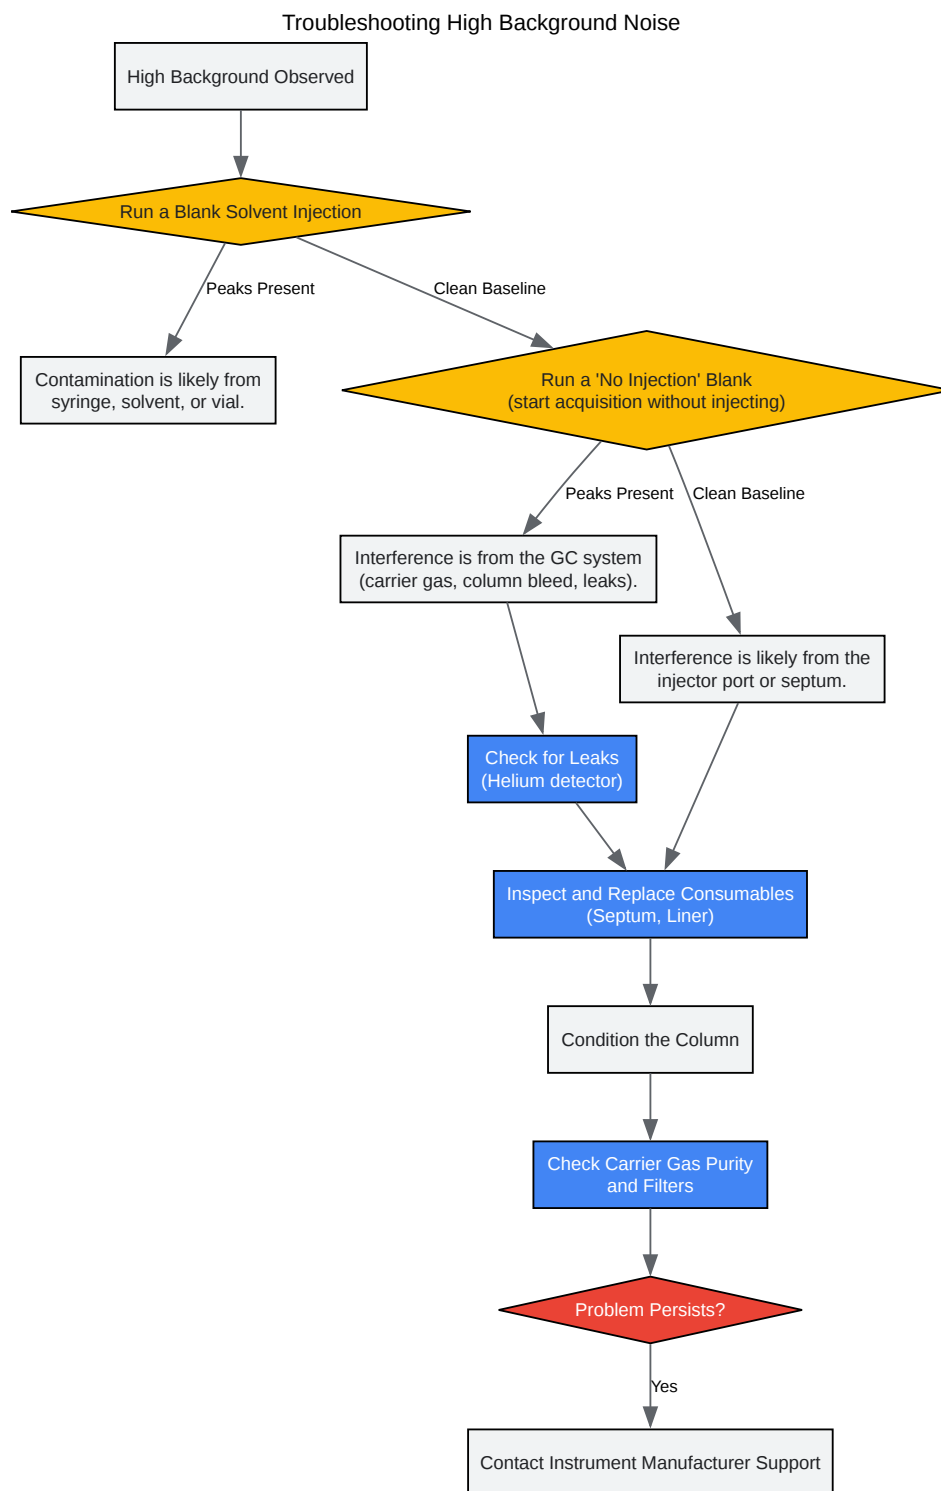 Troubleshooting High Background Noise
High Background Observed
Run a Blank Solvent Injection
Peaks Present
Clean Baseline
Contamination is likely from
syringe, solvent, or vial.
Run a 'No Injection' Blank
(start acquisition without injecting)
Peaks Present
Clean Baseline
Interference is from the GC system
(carrier gas, column bleed, leaks).
Interference is likely from the
injector port or septum.
Check for Leaks
(Helium detector)
Inspect and Replace Consumables
(Septum, Liner)
Condition the Column
Check Carrier Gas Purity
and Filters
Problem Persists?
Yes
Contact Instrument Manufacturer Support